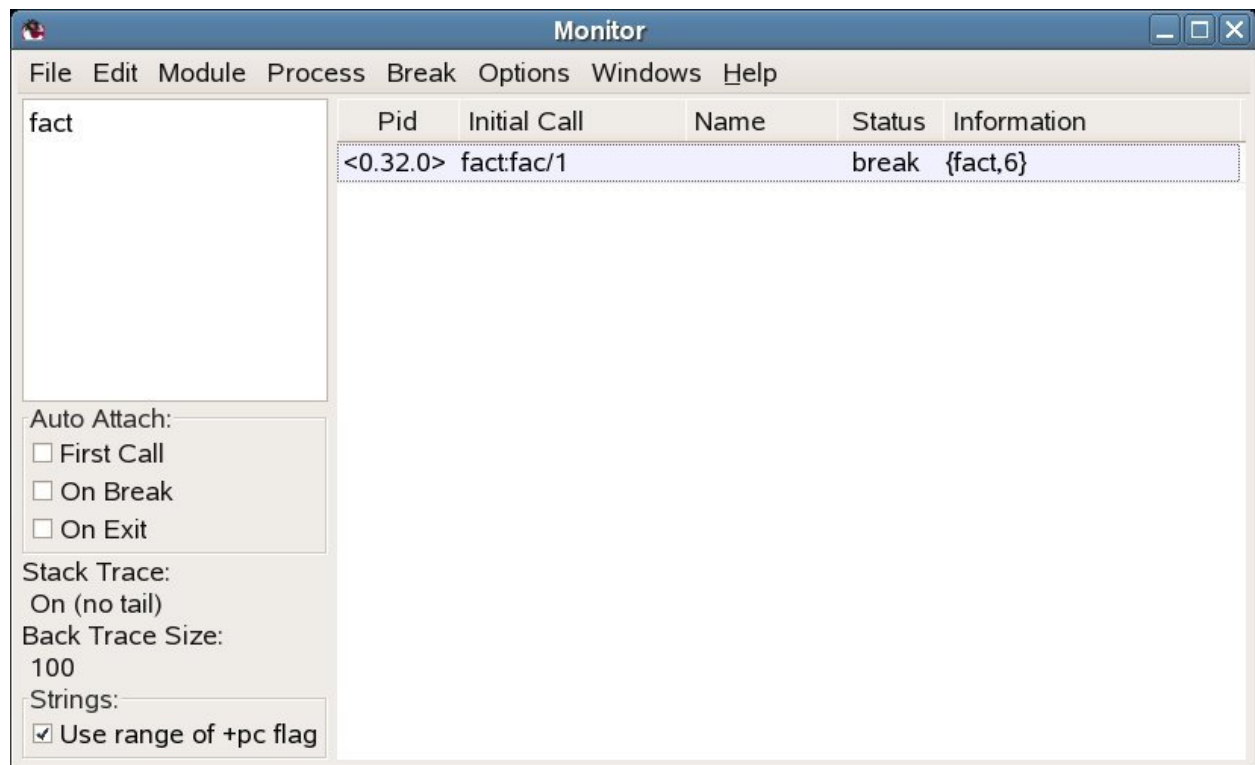 Monitor
File Edit Module Process Break Options Windows Help
fact
Pid Initial Call Name Status Information
<0.32.0> fact:fac/1 break {fact,6}
Auto Attach:
First Call
On Break
On Exit
Stack Trace:
On (no tail)
Back Trace Size:
100
Strings:
Use range of +pc flag